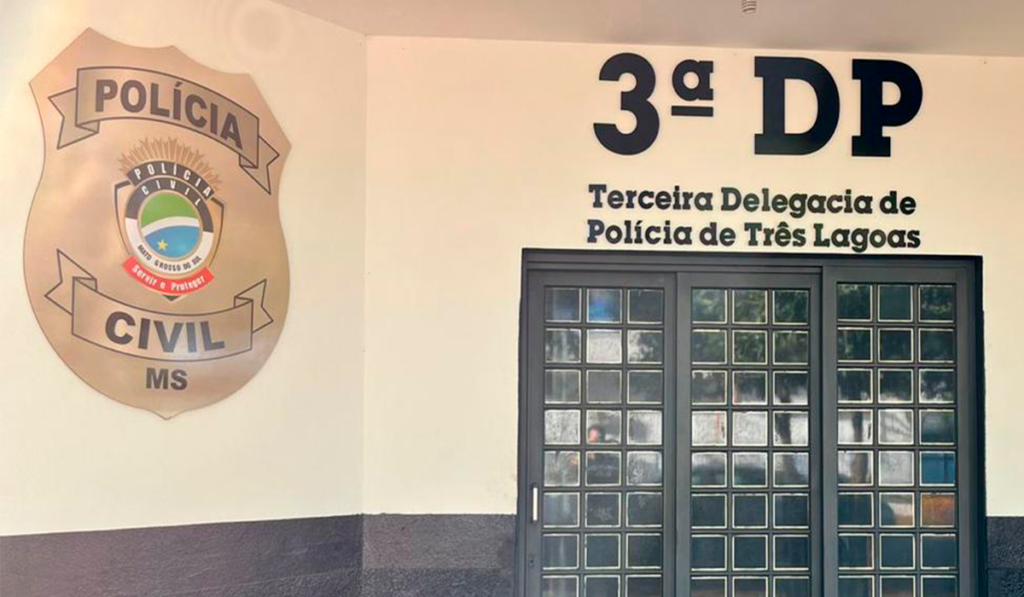 POLÍCIA
POLÍCIA
CIVIL
MATO GROSSO DO SUL
Servir e Proteger
CIVIL
MS
3ª DP
Terceira Delegacia de
Polícia de Três Lagoas